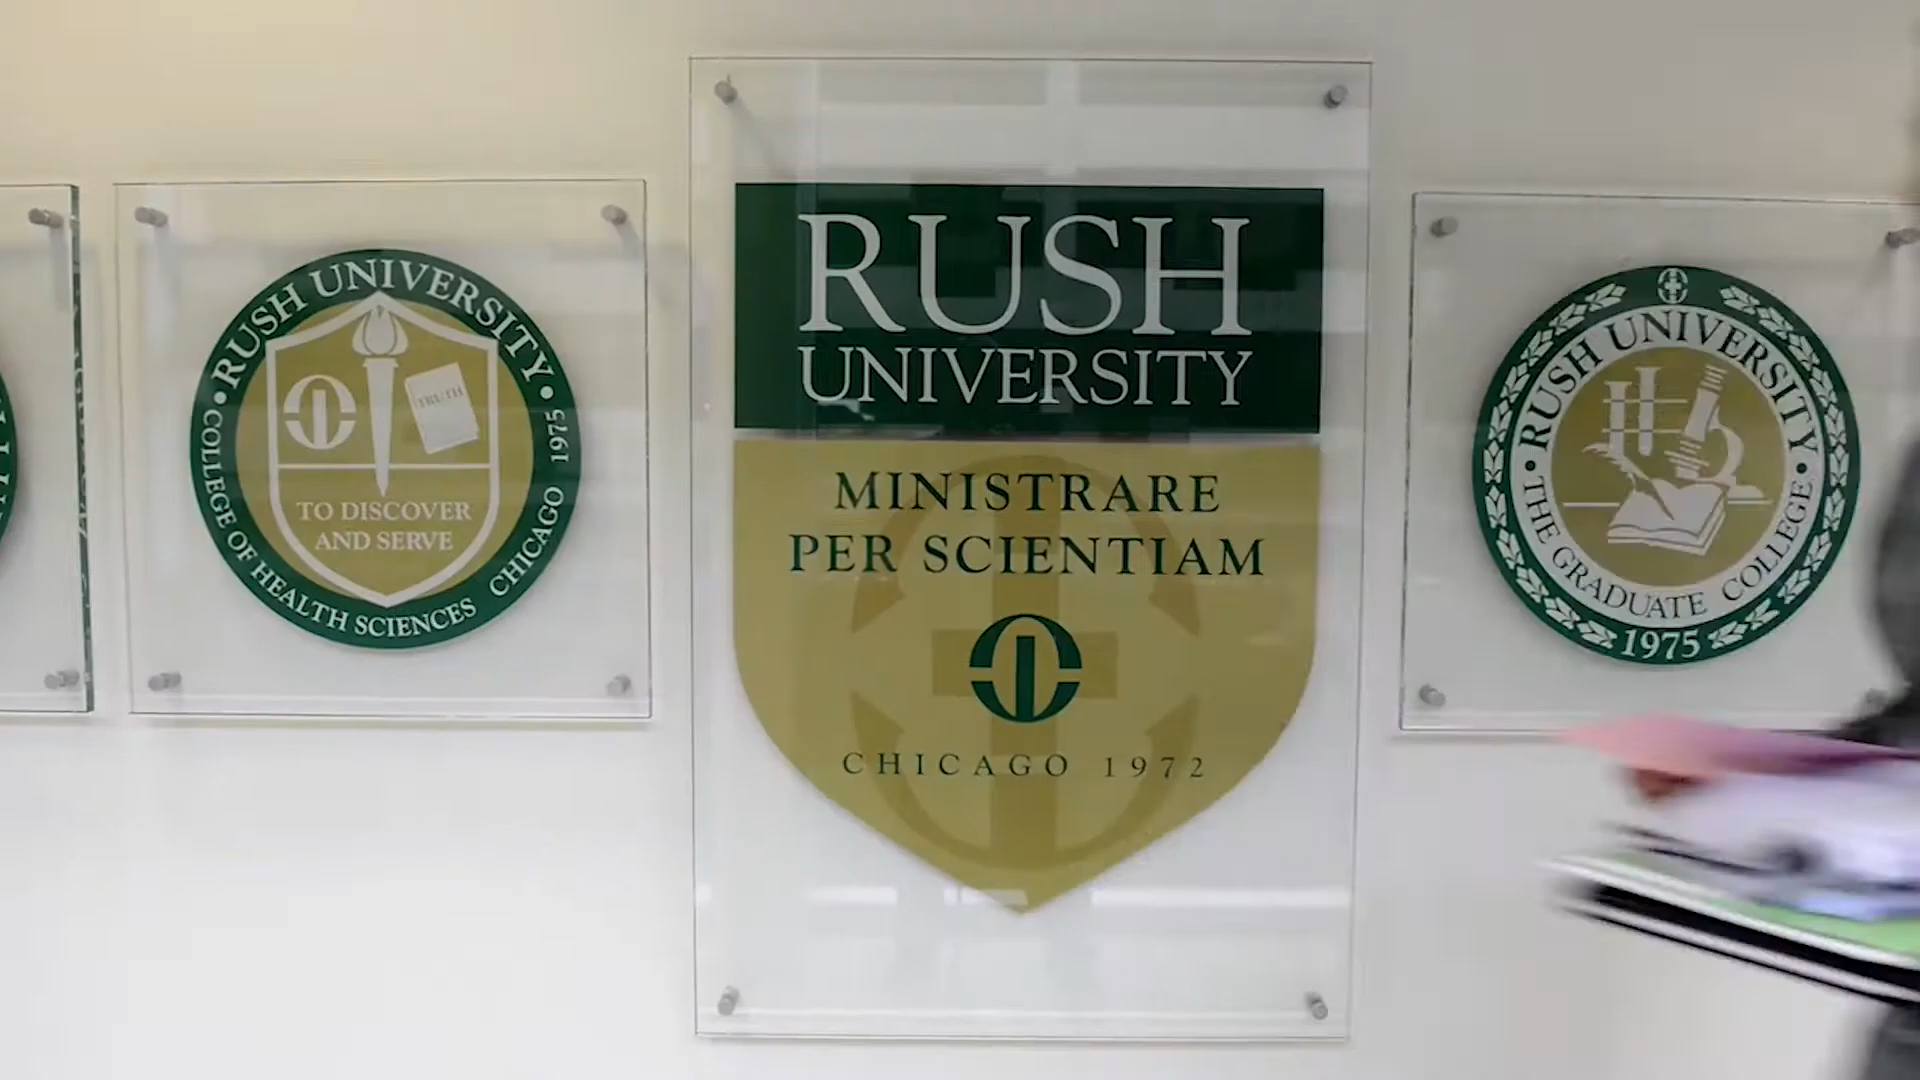 RUSH UNIVERSITY
COLLEGE OF HEALTH SCIENCES CHICAGO 1975
TRUTH
TO DISCOVER
AND SERVE
RUSH
UNIVERSITY
MINISTRARE
PER SCIENTIAM
CHICAGO 1972
RUSH UNIVERSITY
THE GRADUATE COLLEGE
1975